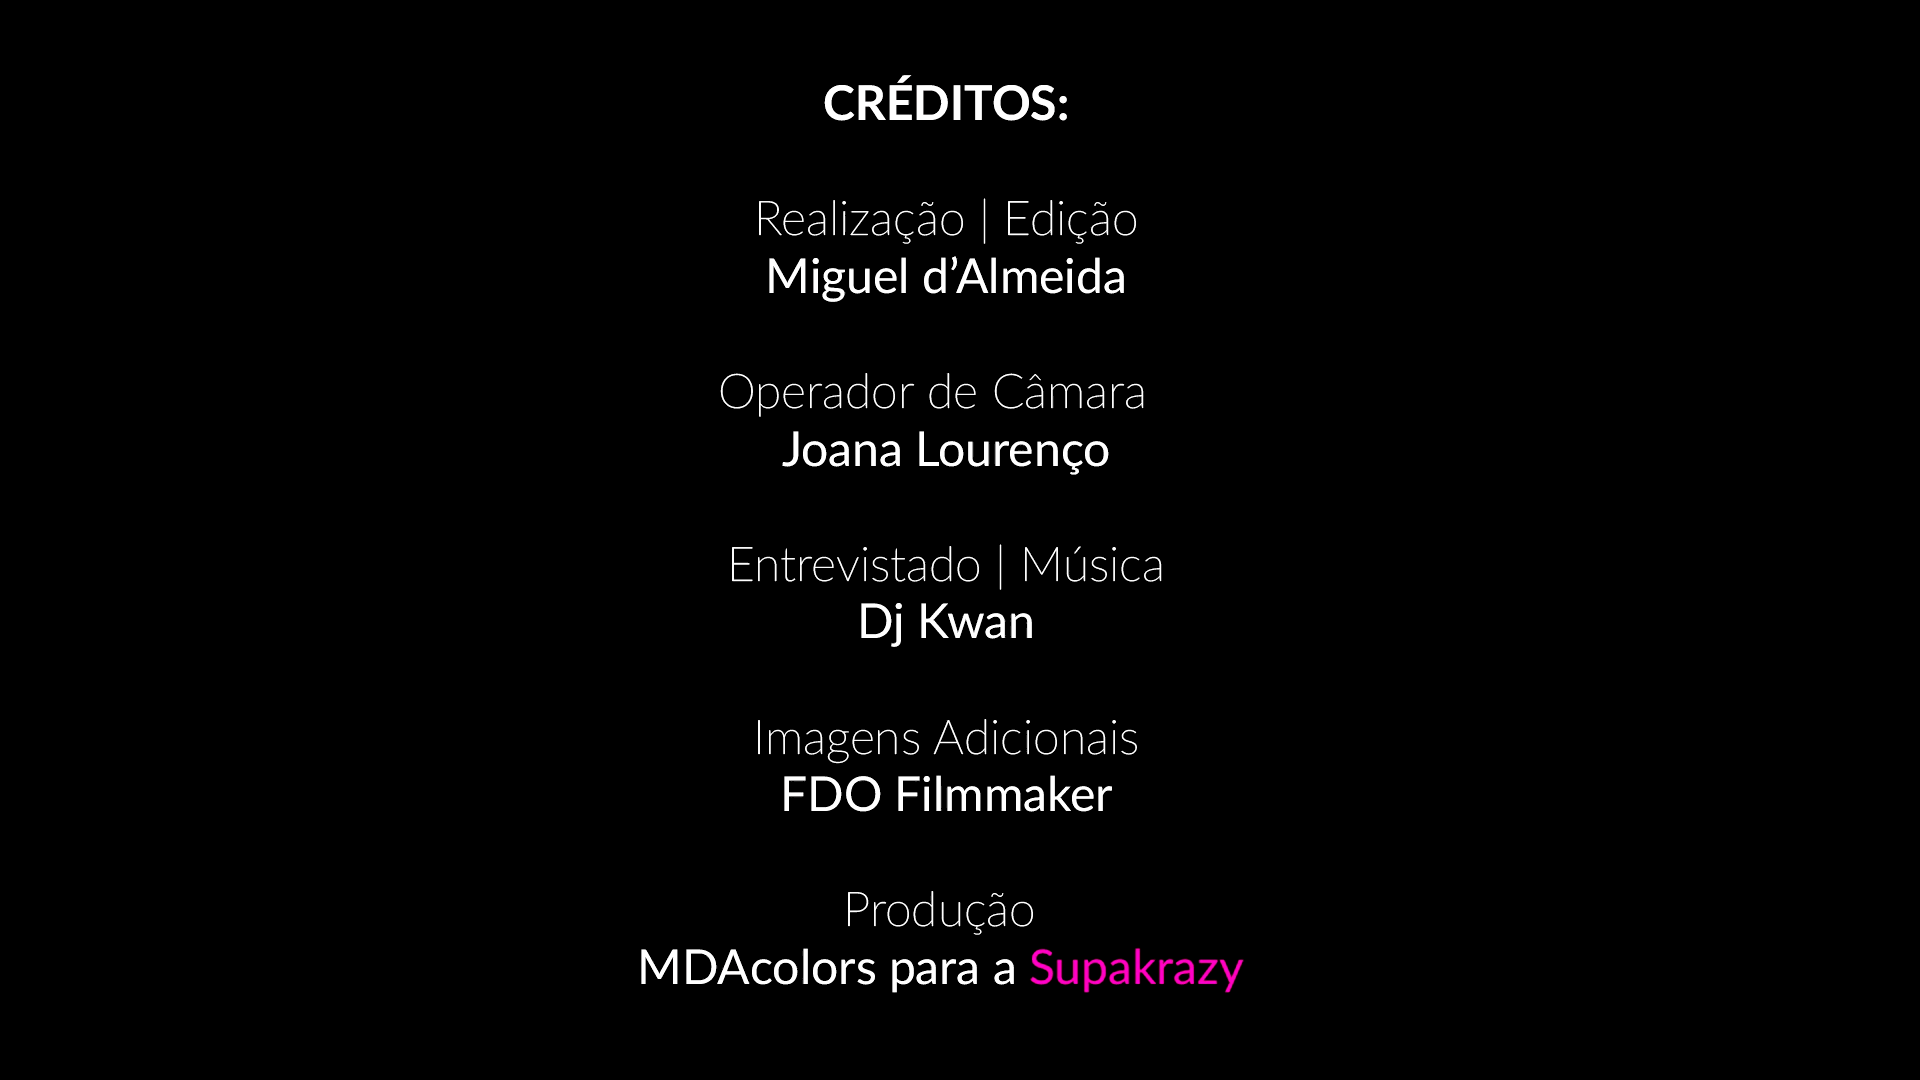 CRÉDITOS:
Realização | Edição
Miguel d’Almeida
Operador de Câmara
Joana Lourenço
Entrevistado | Música
Dj Kwan
Imagens Adicionais
FDO Filmmaker
Produção
MDAcolors para a Supakrazy